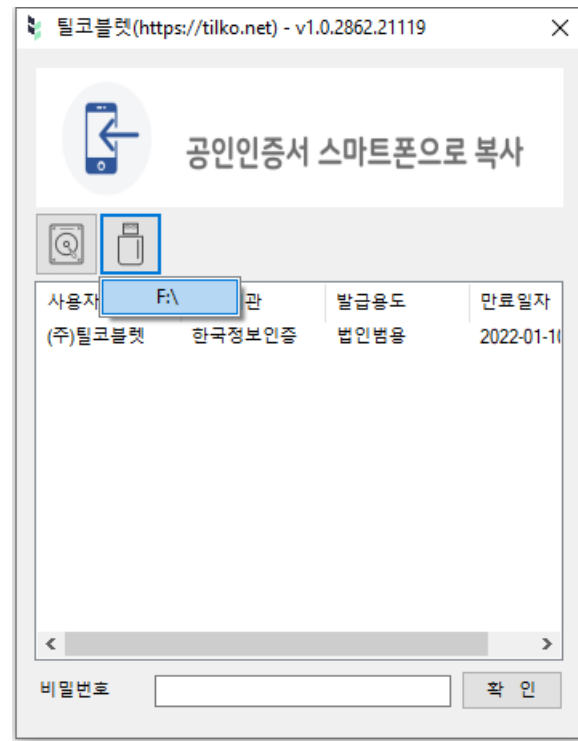 틸코블렛(https://tilko.net) - v1.0.2862.21119
공인인증서 스마트폰으로 복사
F:\
사용자 관 발급용도 만료일자
(주)틸코블렛 한국정보인증 법인범용 2022-01-1
비밀번호 확 인